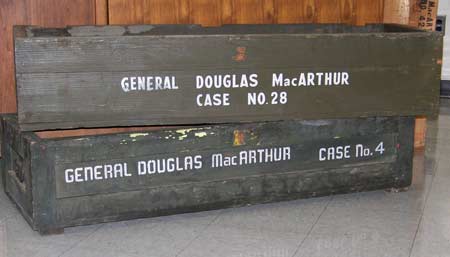 GENERAL DOUGLAS MacARTHUR
CASE NO.28
GENERAL DOUGLAS MacARTHUR CASE No.4